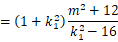 = (1 + k₁²) (m² + 12)/(k₁² − 16)